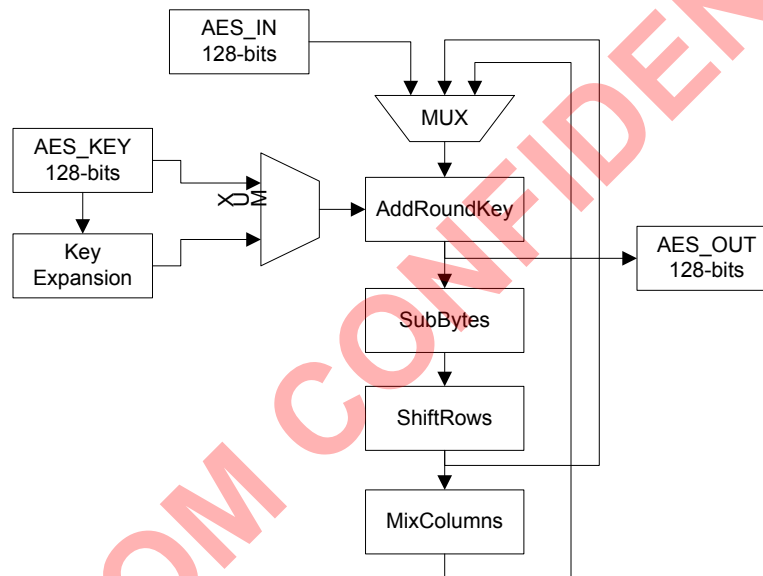 AES_IN
128-bits
MUX
AES_KEY
128-bits
MUX
AddRoundKey
Key
Expansion
AES_OUT
128-bits
SubBytes
ShiftRows
MixColumns
OM CONFIDEN